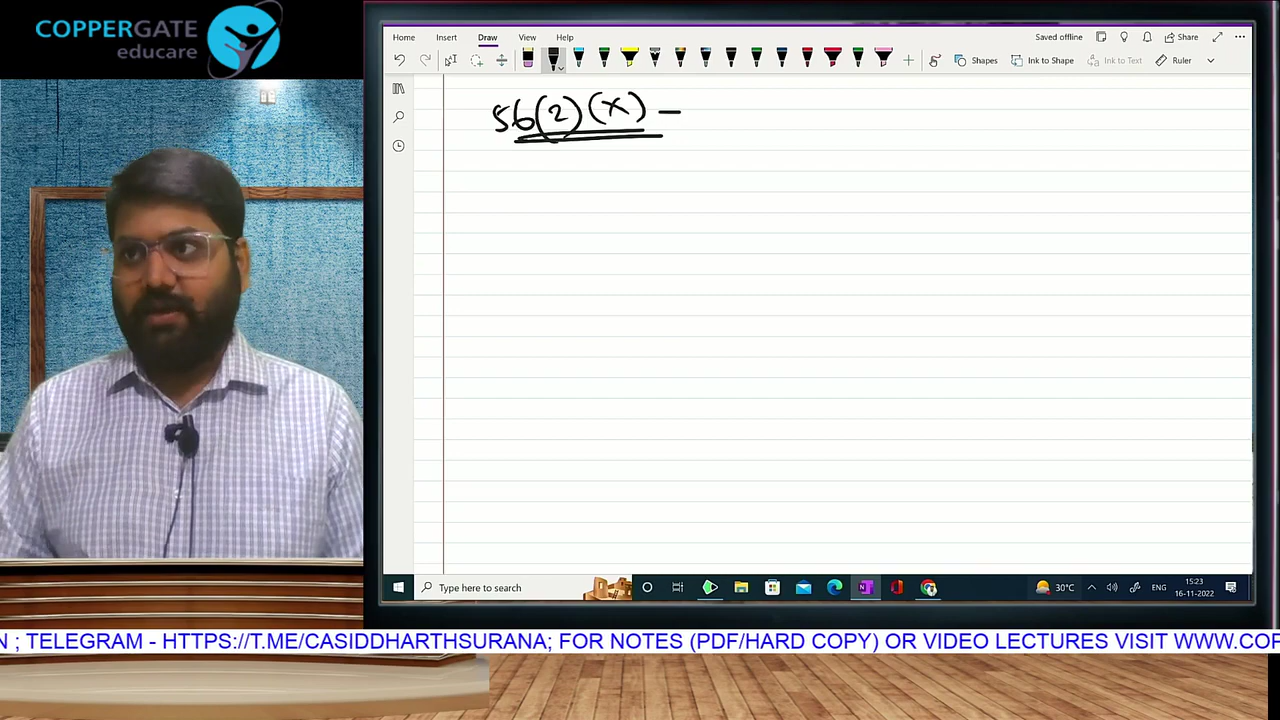 COPPERGATE
educare
Home Insert Draw View Help
Saved offline Share
Shapes Ink to Shape Ink to Text Ruler
56(2)(x) —
Type here to search
30°C ENG 15:23
16-11-2022
N ; TELEGRAM - HTTPS://T.ME/CASIDDHARTHSURANA; FOR NOTES (PDF/HARD COPY) OR VIDEO LECTURES VISIT WWW.COP